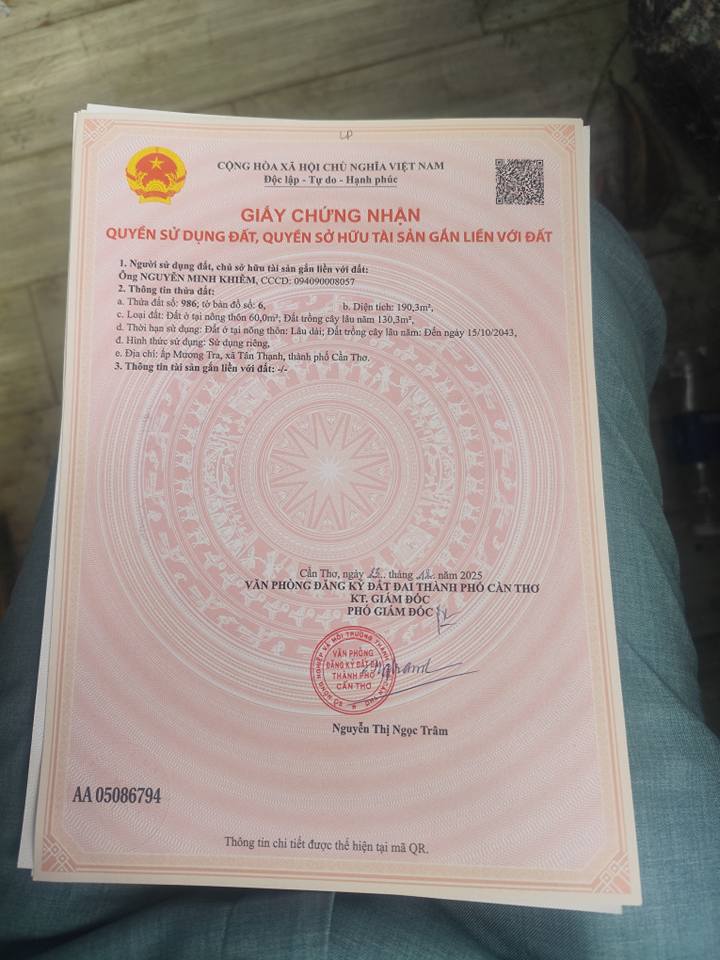 CỘNG HÒA XÃ HỘI CHỦ NGHĨA VIỆT NAM
Độc lập - Tự do - Hạnh phúc
GIẤY CHỨNG NHẬN
QUYỀN SỬ DỤNG ĐẤT, QUYỀN SỞ HỮU TÀI SẢN GẮN LIỀN VỚI ĐẤT
1. Người sử dụng đất, chủ sở hữu tài sản gắn liền với đất:
Ông NGUYỄN MINH KHIÊM, CCCD: 094090008057
2. Thông tin thửa đất:
a. Thửa đất số: 986; tờ bản đồ số: 6, b. Diện tích: 190,3m²,
c. Loại đất: Đất ở tại nông thôn 60,0m²; Đất trồng cây lâu năm 130,3m²,
d. Thời hạn sử dụng: Đất ở tại nông thôn: Lâu dài; Đất trồng cây lâu năm: Đến ngày 15/10/2043,
đ. Hình thức sử dụng: Sử dụng riêng,
e. Địa chỉ: ấp Mương Tra, xã Tân Thạnh, thành phố Cần Thơ.
3. Thông tin tài sản gắn liền với đất: -/-
Cần Thơ, ngày 25 tháng 12 năm 2025
VĂN PHÒNG ĐĂNG KÝ ĐẤT ĐAI THÀNH PHỐ CẦN THƠ
KT. GIÁM ĐỐC
PHÓ GIÁM ĐỐC
VĂN PHÒNG
ĐĂNG KÝ ĐẤT ĐAI
THÀNH PHỐ
CẦN THƠ
Nguyễn Thị Ngọc Trâm
AA 05086794
Thông tin chi tiết được thể hiện tại mã QR.